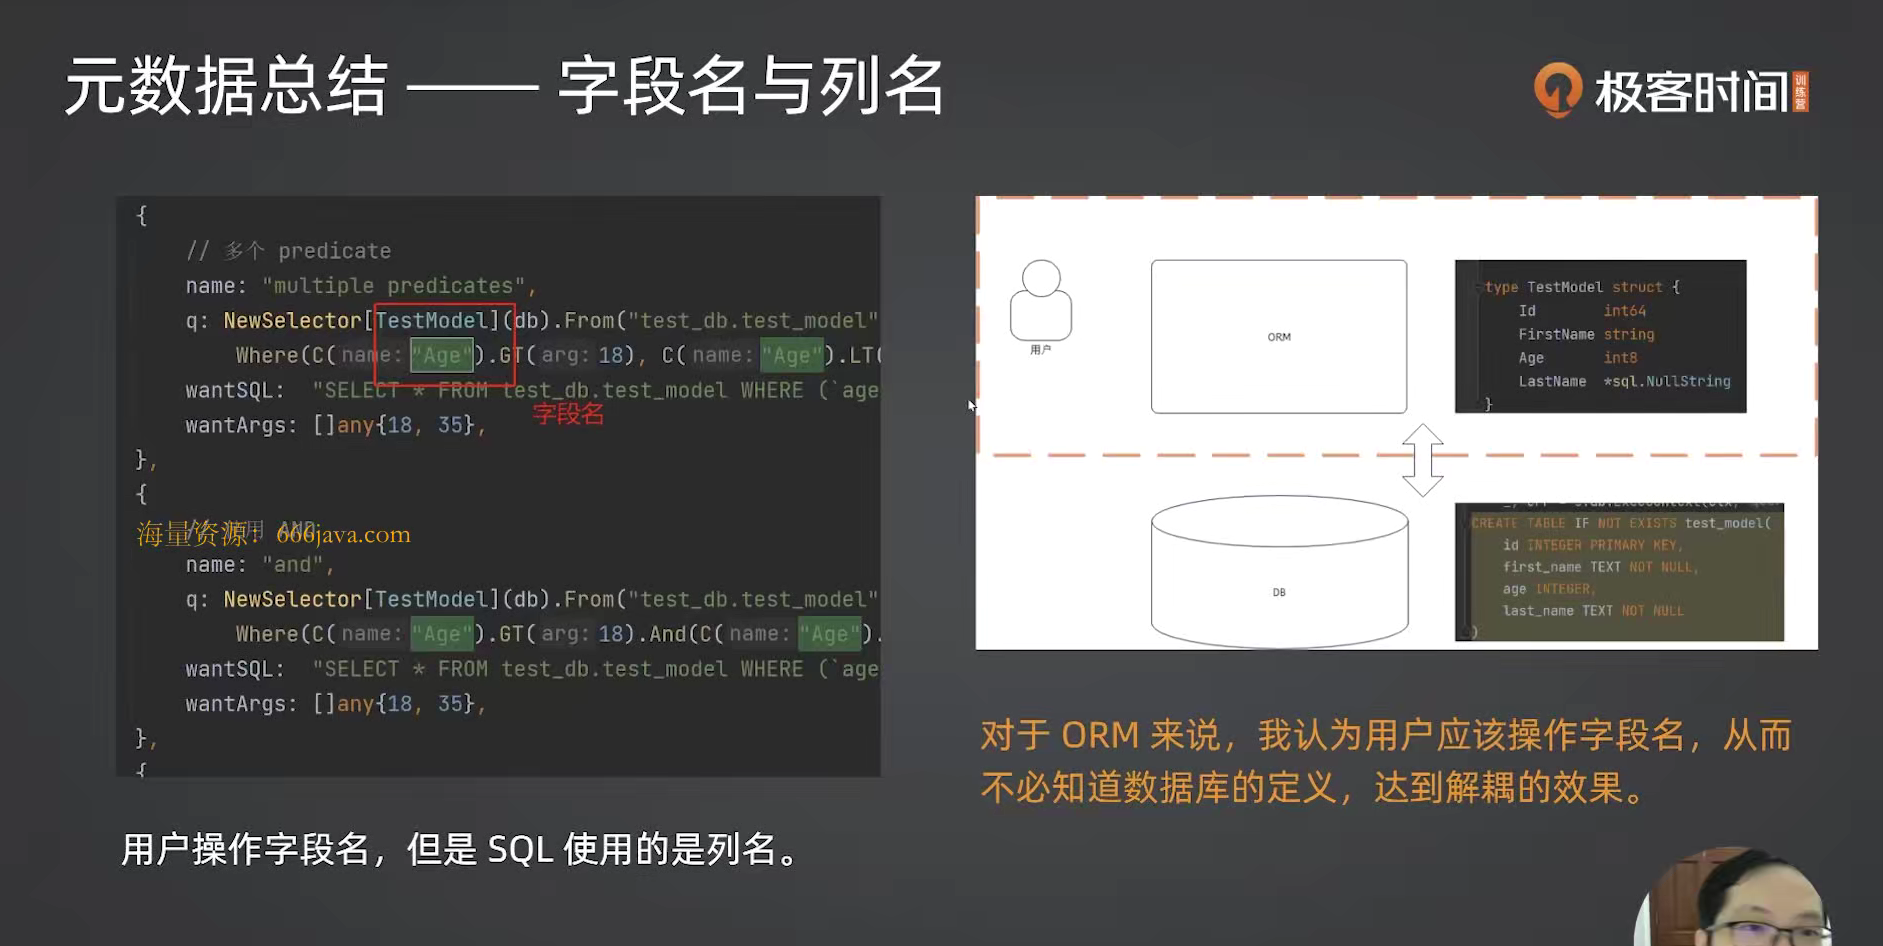 元数据总结 —— 字段名与列名
极客时间
训练营
{
// 多个 predicate
name: "multiple predicates",
q: NewSelector[TestModel](db).From("test_db.test_model"
Where(C(name: "Age").GT(arg: 18), C(name: "Age").LT(
wantSQL: "SELECT * FROM test_db.test_model WHERE (`age
字段名
wantArgs: []any{18, 35},
},
{
海量资源：666java.com
name: "and",
q: NewSelector[TestModel](db).From("test_db.test_model"
Where(C(name: "Age").GT(arg: 18).And(C(name: "Age").
wantSQL: "SELECT * FROM test_db.test_model WHERE (`age
wantArgs: []any{18, 35},
},
{
用户操作字段名，但是 SQL 使用的是列名。
用户
ORM
type TestModel struct {
Id int64
FirstName string
Age int8
LastName *sql.NullString
}
DB
CREATE TABLE IF NOT EXISTS test_model(
id INTEGER PRIMARY KEY,
first_name TEXT NOT NULL,
age INTEGER,
last_name TEXT NOT NULL
)
对于 ORM 来说，我认为用户应该操作字段名，从而
不必知道数据库的定义，达到解耦的效果。